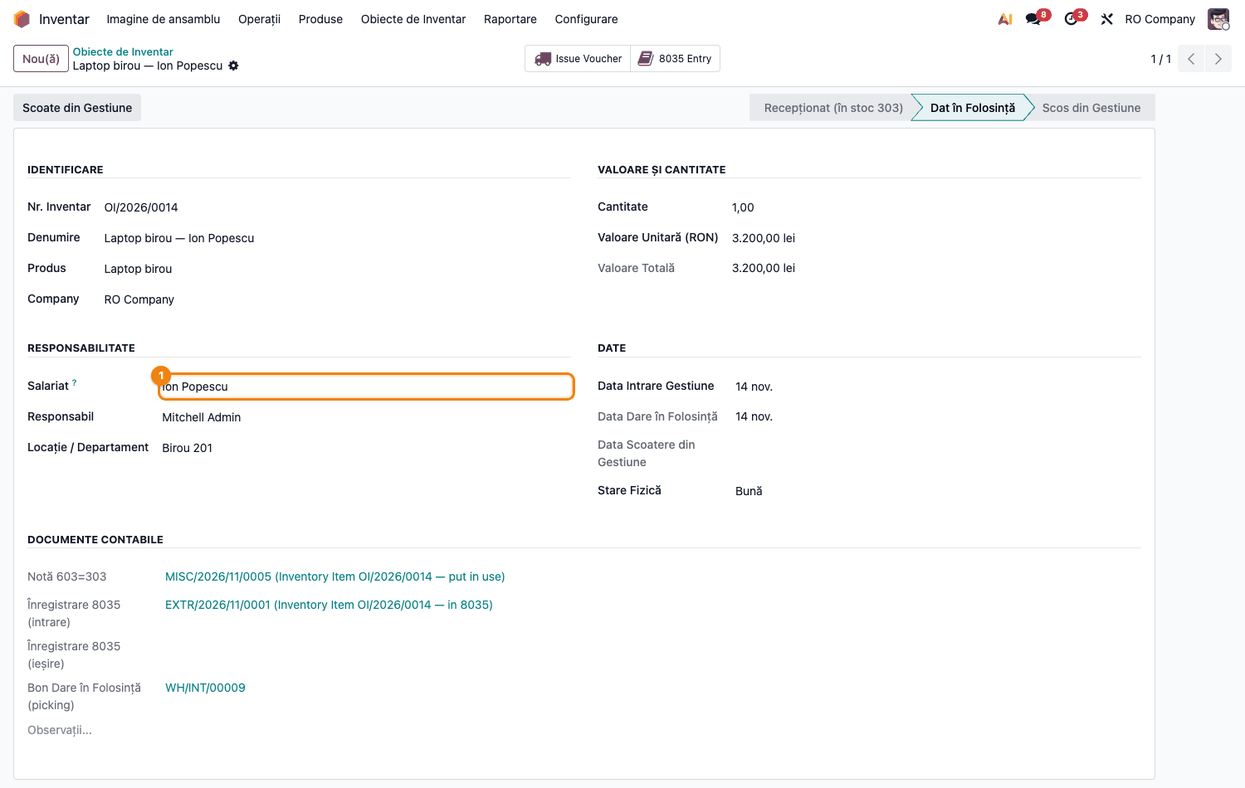 Inventar Imagine de ansamblu Operații Produse Obiecte de Inventar Raportare Configurare AI 8 3 RO Company
Nou(ă) Obiecte de Inventar
Laptop birou — Ion Popescu
Issue Voucher 8035 Entry 1 / 1
Scoate din Gestiune
Recepționat (în stoc 303) Dat în Folosință Scos din Gestiune
IDENTIFICARE
Nr. Inventar OI/2026/0014
Denumire Laptop birou — Ion Popescu
Produs Laptop birou
Company RO Company
VALOARE ȘI CANTITATE
Cantitate 1,00
Valoare Unitară (RON) 3.200,00 lei
Valoare Totală 3.200,00 lei
RESPONSABILITATE
1
Salariat ? Ion Popescu
Responsabil Mitchell Admin
Locație / Departament Birou 201
DATE
Data Intrare Gestiune 14 nov.
Data Dare în Folosință 14 nov.
Data Scoatere din
Gestiune
Stare Fizică Bună
DOCUMENTE CONTABILE
Notă 603=303 MISC/2026/11/0005 (Inventory Item OI/2026/0014 — put in use)
Înregistrare 8035 EXTR/2026/11/0001 (Inventory Item OI/2026/0014 — in 8035)
(intrare)
Înregistrare 8035
(ieșire)
Bon Dare în Folosință WH/INT/00009
(picking)
Observații...